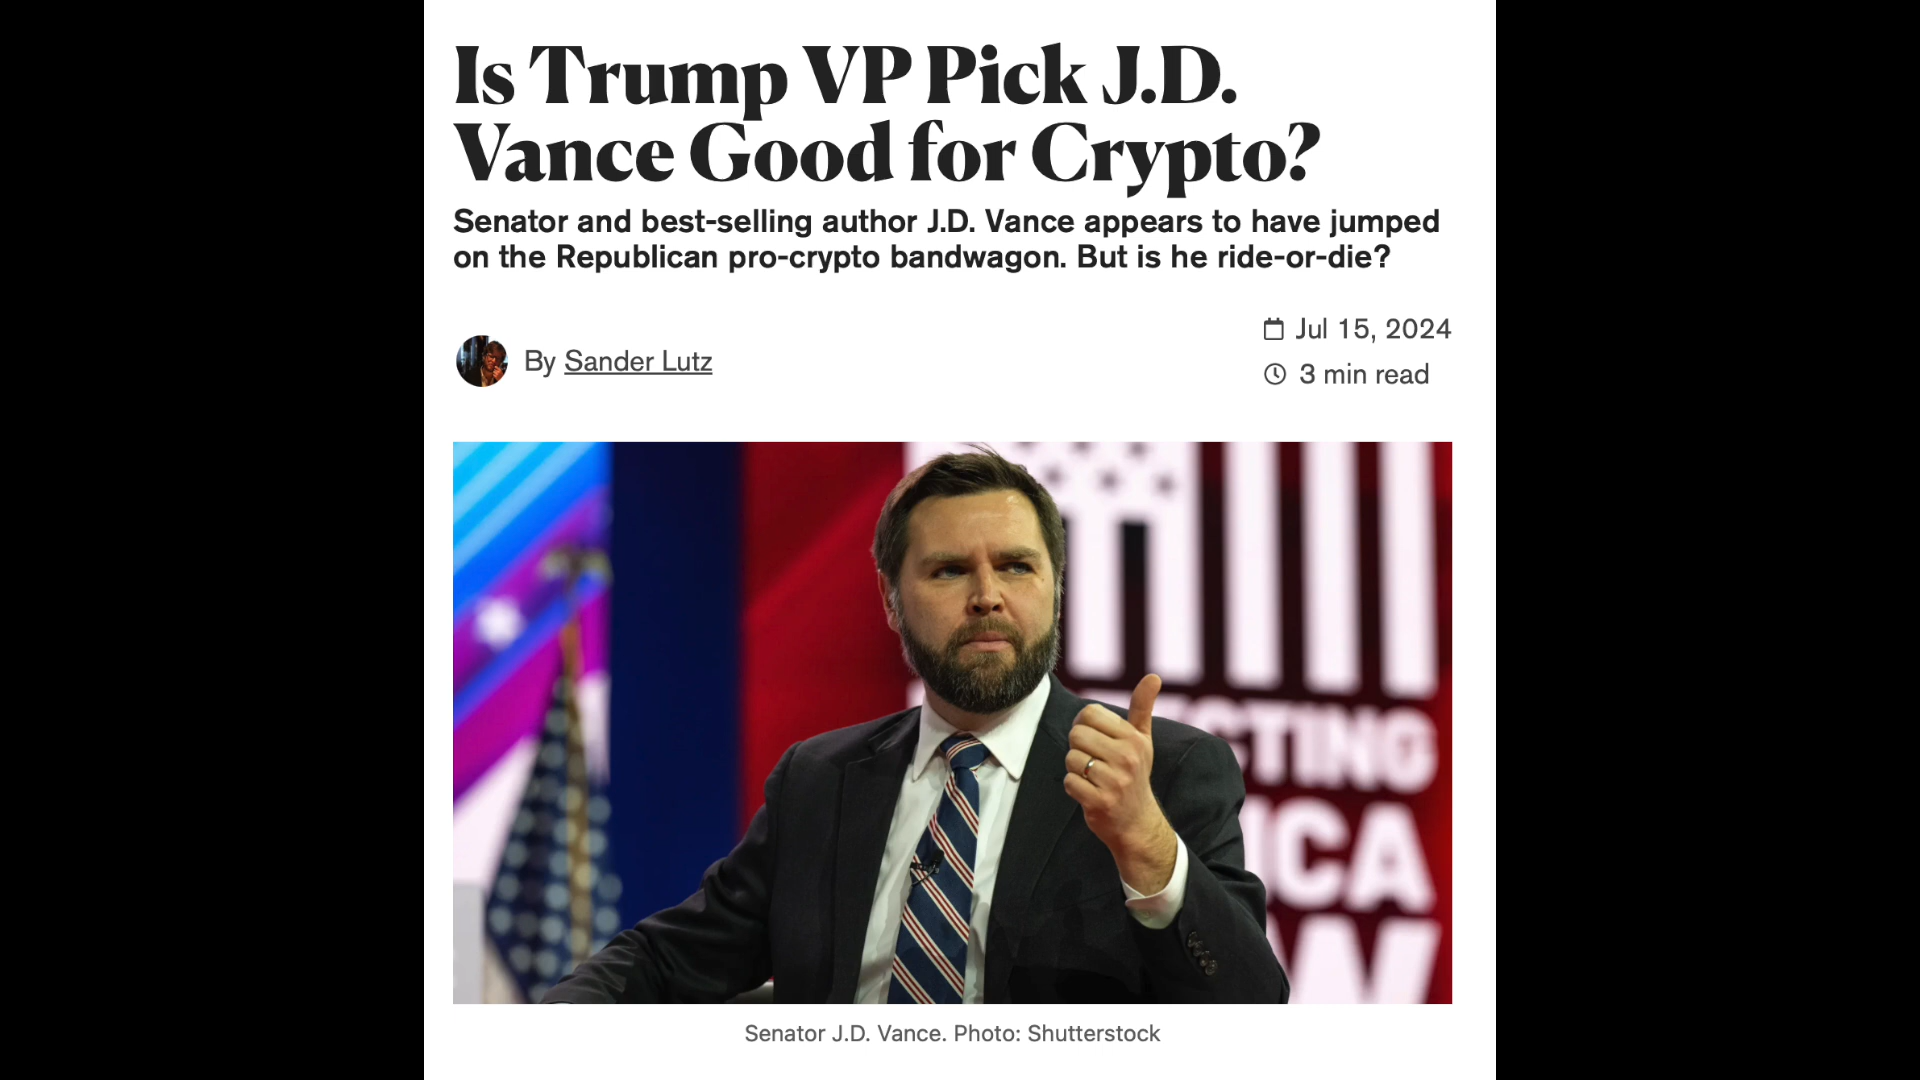 Is Trump VP Pick J.D.
Vance Good for Crypto?
Senator and best-selling author J.D. Vance appears to have jumped
on the Republican pro-crypto bandwagon. But is he ride-or-die?
Jul 15, 2024
By Sander Lutz
3 min read
CTING
ICA
W
Senator J.D. Vance. Photo: Shutterstock